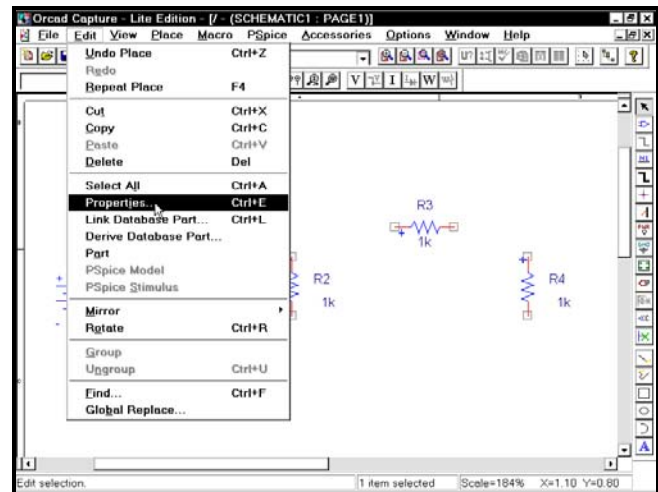 Orcad Capture - Lite Edition - [/ - (SCHEMATIC1 : PAGE1)]
File Edit View Place Macro PSpice Accessories Options Window Help
Undo Place Ctrl+Z
Redo
Repeat Place F4
Cut Ctrl+X
Copy Ctrl+C
Paste Ctrl+V
Delete Del
Select All Ctrl+A
Properties... Ctrl+E
Link Database Part... Ctrl+L
Derive Database Part...
Part
PSpice Model
PSpice Stimulus
Mirror
Rotate Ctrl+R
Group
Ungroup Ctrl+U
Find... Ctrl+F
Global Replace...
U?
V I W
R3
1k
R2
1k
R4
1k
Edit selection. 1 item selected Scale=184% X=1.10 Y=0.80